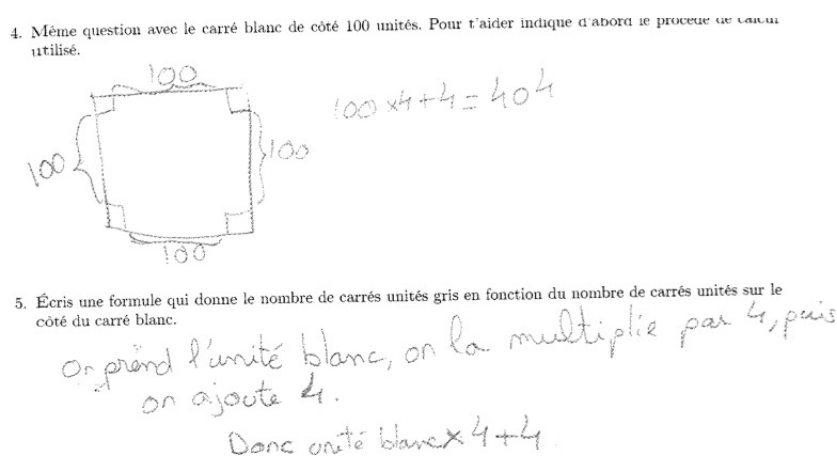 4. Même question avec le carré blanc de côté 100 unités. Pour t'aider indique d'abord le procédé de calcul
utilisé.
100
100 x4+4=404
100
100
100
5. Écris une formule qui donne le nombre de carrés unités gris en fonction du nombre de carrés unités sur le
côté du carré blanc.
On prend l'unité blanc, on la multiplie par 4, puis
on ajoute 4.
Donc unité blanc x 4+4